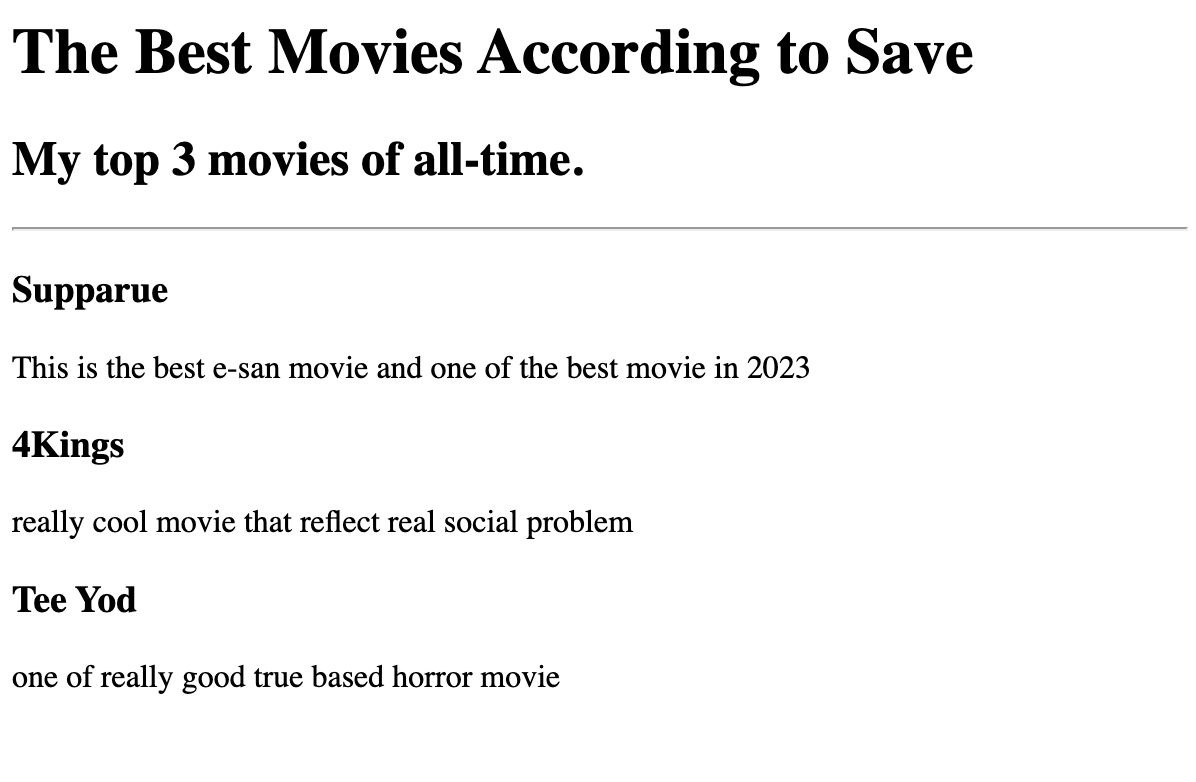 The Best Movies According to Save
My top 3 movies of all-time.
Supparue
This is the best e-san movie and one of the best movie in 2023
4Kings
really cool movie that reflect real social problem
Tee Yod
one of really good true based horror movie